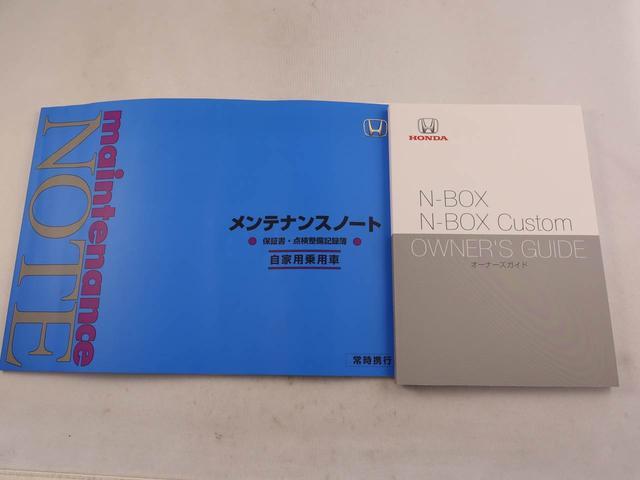 maintenance
NOTE
メンテナンスノート
保証書・点検整備記録簿
自家用乗用車
常時携行
HONDA
N-BOX
N-BOX Custom
OWNER'S GUIDE
オーナーズガイド